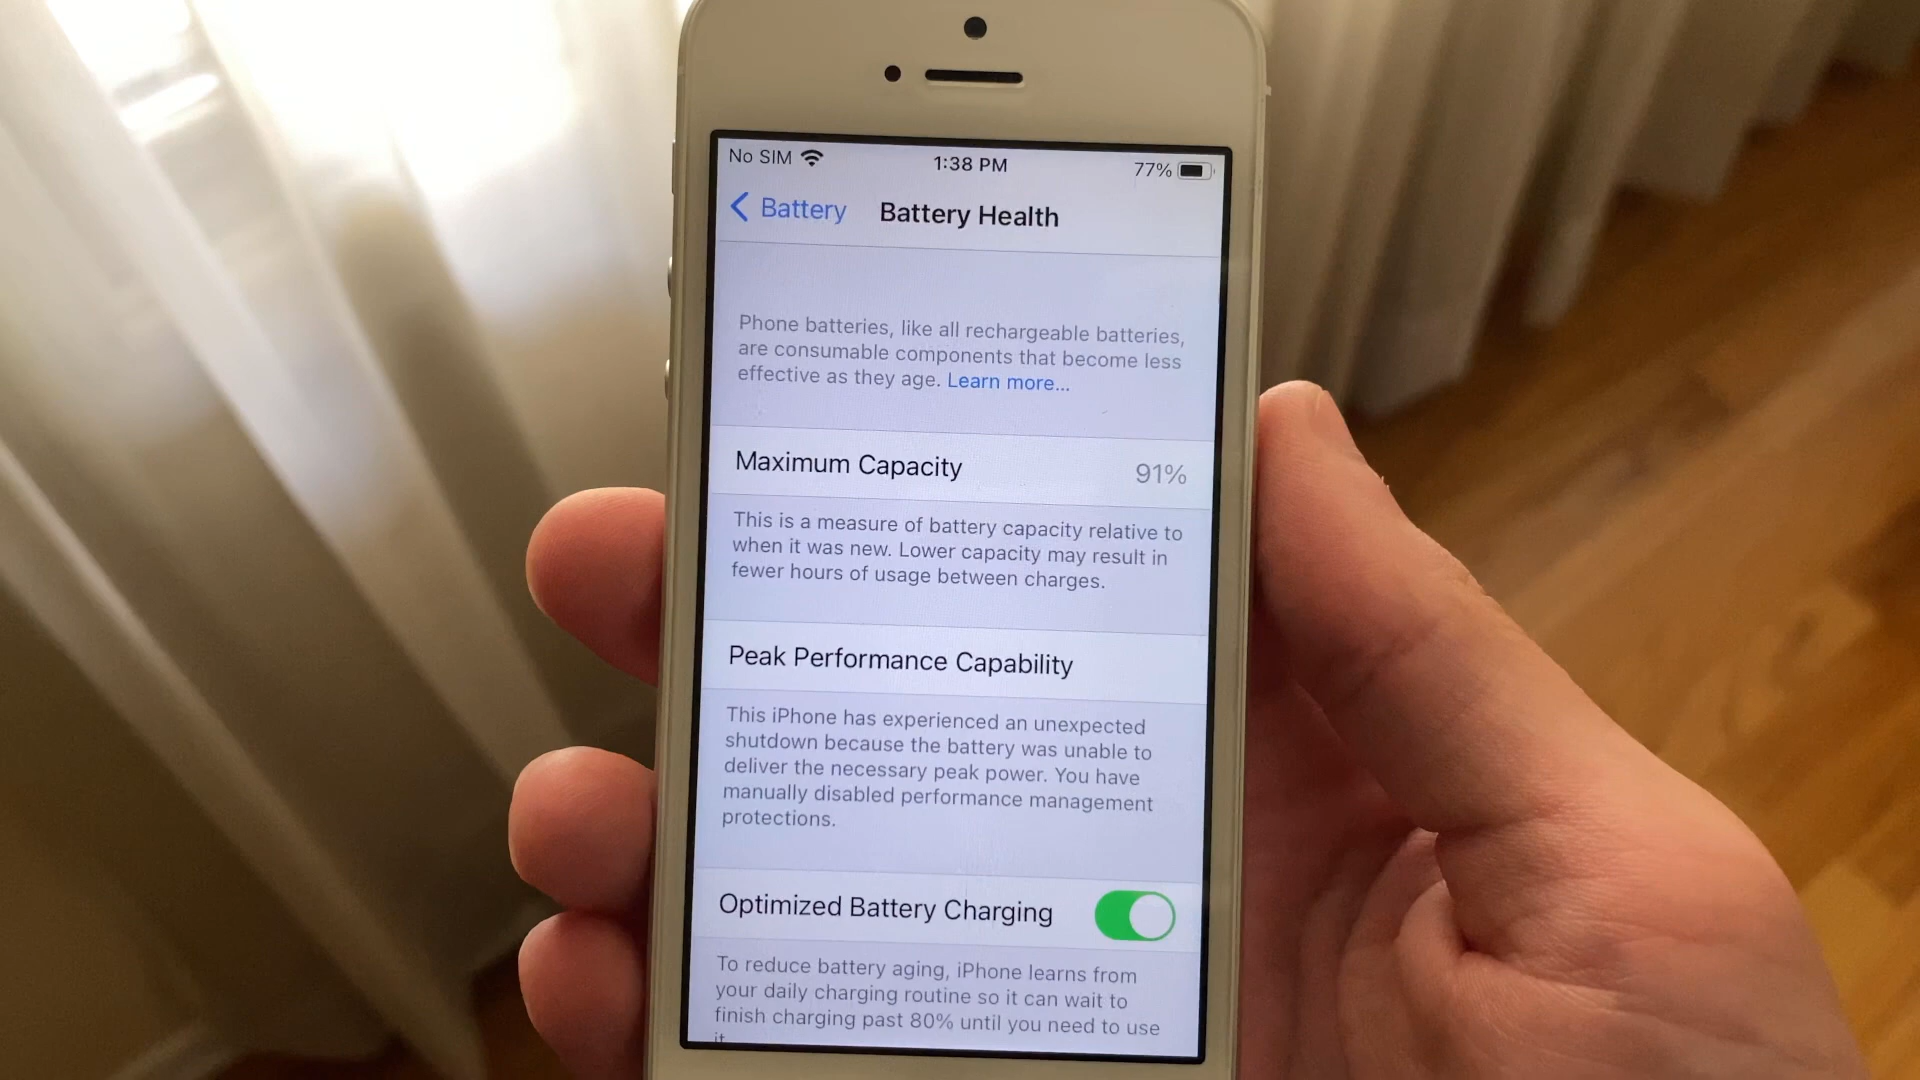 No SIM 1:38 PM 77%
Battery Battery Health
Phone batteries, like all rechargeable batteries,
are consumable components that become less
effective as they age. Learn more...
Maximum Capacity 91%
This is a measure of battery capacity relative to
when it was new. Lower capacity may result in
fewer hours of usage between charges.
Peak Performance Capability
This iPhone has experienced an unexpected
shutdown because the battery was unable to
deliver the necessary peak power. You have
manually disabled performance management
protections.
Optimized Battery Charging
To reduce battery aging, iPhone learns from
your daily charging routine so it can wait to
finish charging past 80% until you need to use
it.